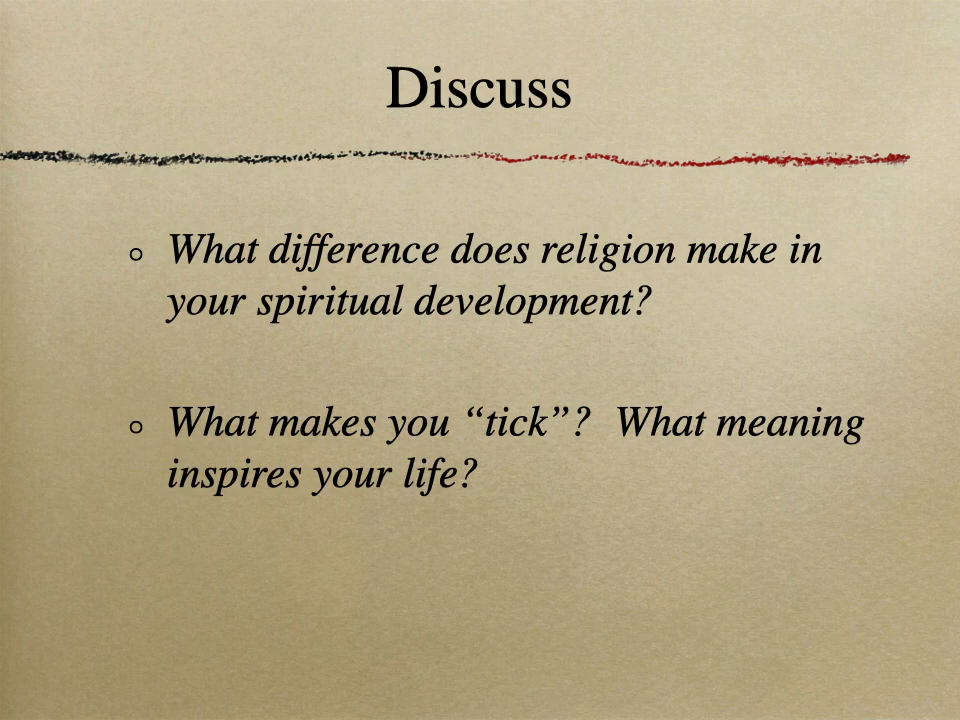 Discuss
What difference does religion make in
your spiritual development?
What makes you “tick”?  What meaning
inspires your life?